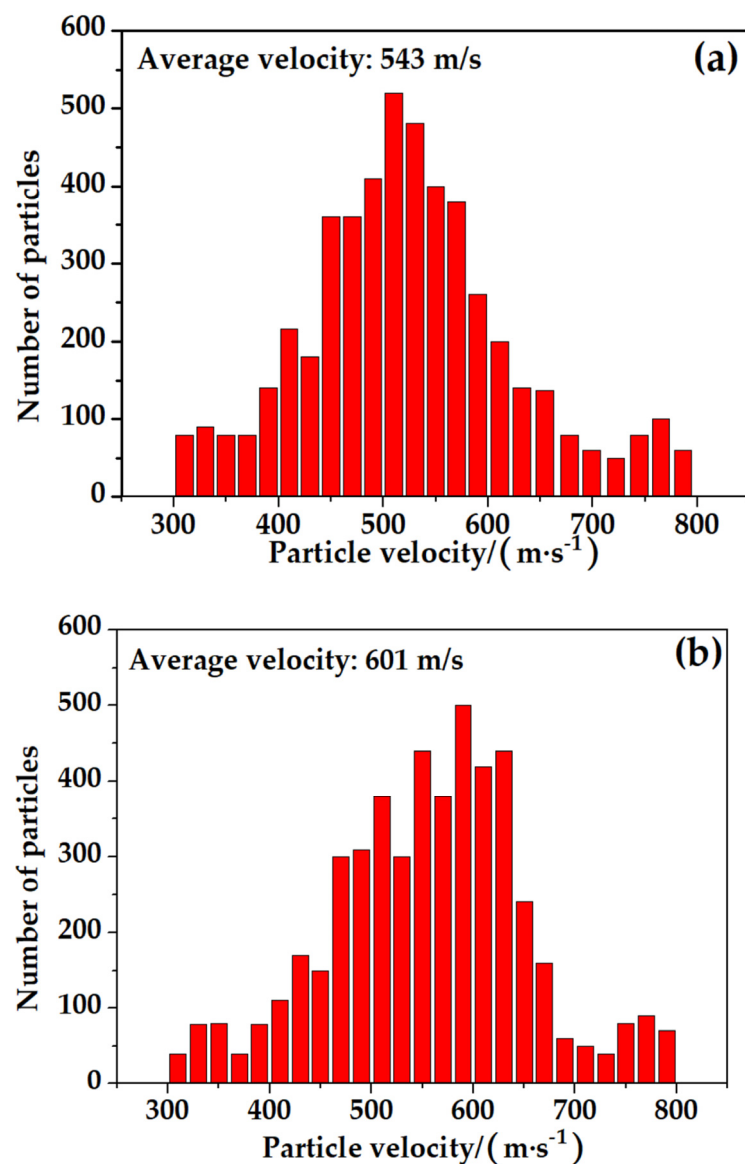 600
Average velocity: 543 m/s
(a)
500
400
300
200
100
0
Number of particles
300 400 500 600 700 800
Particle velocity/( m·s⁻¹)
600
Average velocity: 601 m/s
(b)
500
400
300
200
100
0
Number of particles
300 400 500 600 700 800
Particle velocity/( m·s⁻¹)